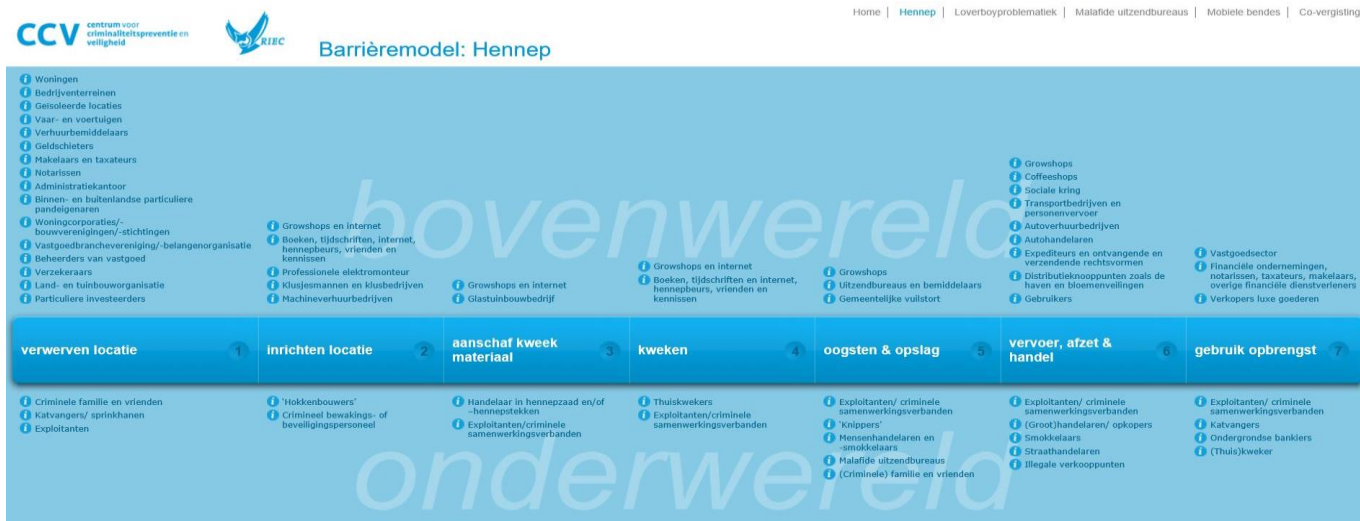 CCV centrum voor
criminaliteitspreventie en
veiligheid
RIEC
Home | Hennep | Loverboyproblematiek | Malafide uitzendbureaus | Mobiele bendes | Co-vergisting
Barrièremodel: Hennep
bovenwereld
Woningen
Bedrijventerreinen
Geïsoleerde locaties
Vaar- en voertuigen
Verhuurbemiddelaars
Geldschieters
Makelaars en taxateurs
Notarissen
Administratiekantoor
Binnen- en buitenlandse particuliere
pandeigenaren
Woningcorporaties/-
bouwverenigingen/-stichtingen
Vastgoedbranchevereniging/-belangenorganisatie
Beheerders van vastgoed
Verzekeraars
Land- en tuinbouworganisatie
Particuliere investeerders
Growshops en internet
Boeken, tijdschriften, internet,
hennepbeurs, vrienden en
kennissen
Professionele elektromonteur
Klusjesmannen en klusbedrijven
Machineverhuurbedrijven
Growshops en internet
Glastuinbouwbedrijf
Growshops en internet
Boeken, tijdschriften en internet,
hennepbeurs, vrienden en
kennissen
Growshops
Uitzendbureaus en bemiddelaars
Gemeentelijke vuilstort
Growshops
Coffeeshops
Sociale kring
Transportbedrijven en
personenvervoer
Autoverhuurbedrijven
Autohandelaren
Expediteurs en ontvangende en
verzendende rechtsvormen
Distributieknooppunten zoals de
haven en bloemenveilingen
Gebruikers
Vastgoedsector
Financiële ondernemingen,
notarissen, taxateurs, makelaars,
overige financiële dienstverleners
Verkopers luxe goederen
verwerven locatie 1
inrichten locatie 2
aanschaf kweek
materiaal 3
kweken 4
oogsten & opslag 5
vervoer, afzet &
handel 6
gebruik opbrengst 7
Criminele familie en vrienden
Katvangers/ sprinkhanen
Exploitanten
'Hokkenbouwers'
Crimineel bewakings- of
beveiligingspersoneel
Handelaar in hennepzaad en/of
-hennepstekken
Exploitanten/criminele
samenwerkingsverbanden
Thuiskwekers
Exploitanten/criminele
samenwerkingsverbanden
Exploitanten/ criminele
samenwerkingsverbanden
'Knippers'
Mensenhandelaren en
-smokkelaars
Malafide uitzendbureaus
(Criminele) familie en vrienden
Exploitanten/ criminele
samenwerkingsverbanden
(Groot)handelaren/ opkopers
Smokkelaars
Straathandelaren
Illegale verkooppunten
Exploitanten/ criminele
samenwerkingsverbanden
Katvangers
Ondergrondse bankiers
(Thuis)kweker
onderwereld